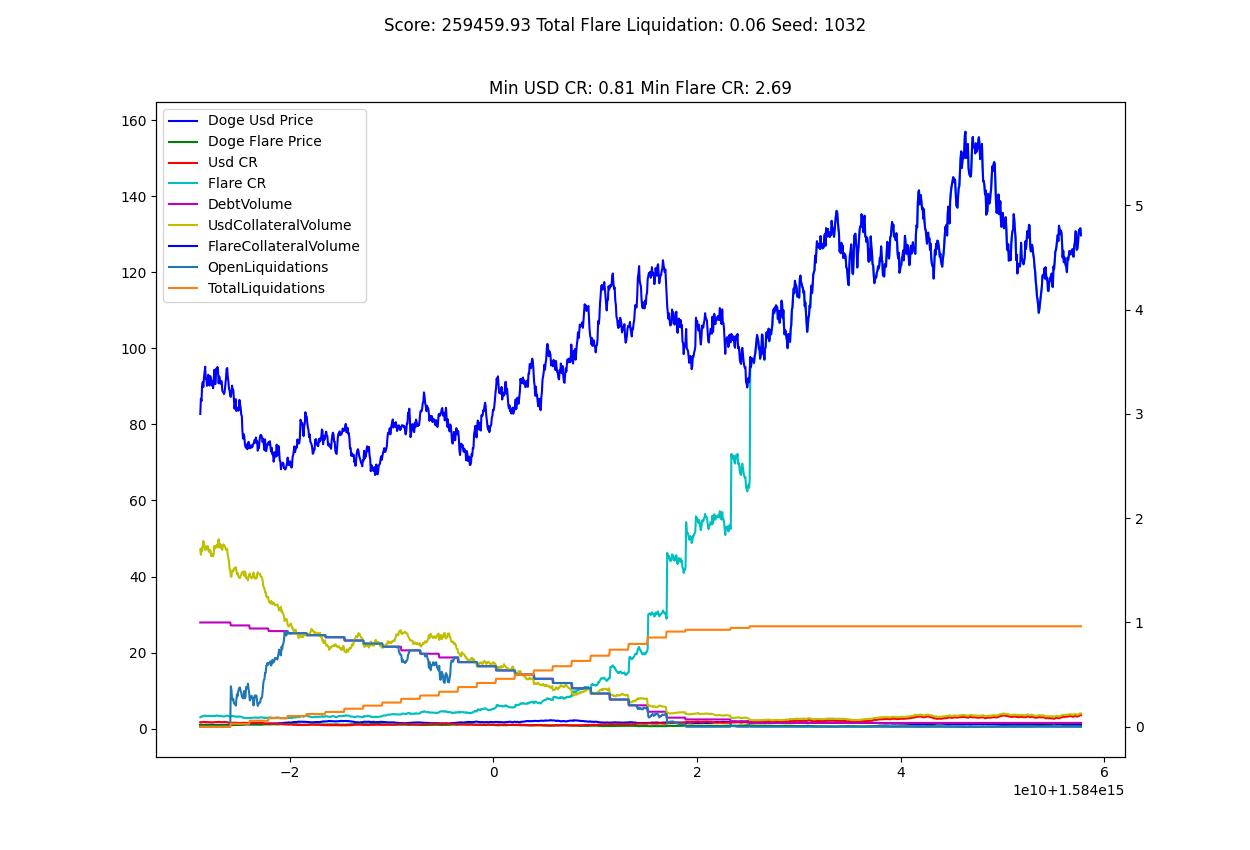 Score: 259459.93 Total Flare Liquidation: 0.06 Seed: 1032
Min USD CR: 0.81 Min Flare CR: 2.69
Doge Usd Price
Doge Flare Price
Usd CR
Flare CR
DebtVolume
UsdCollateralVolume
FlareCollateralVolume
OpenLiquidations
TotalLiquidations
160
140
120
100
80
60
40
20
0
5
4
3
2
1
0
−2
0
2
4
6
1e10+1.584e15